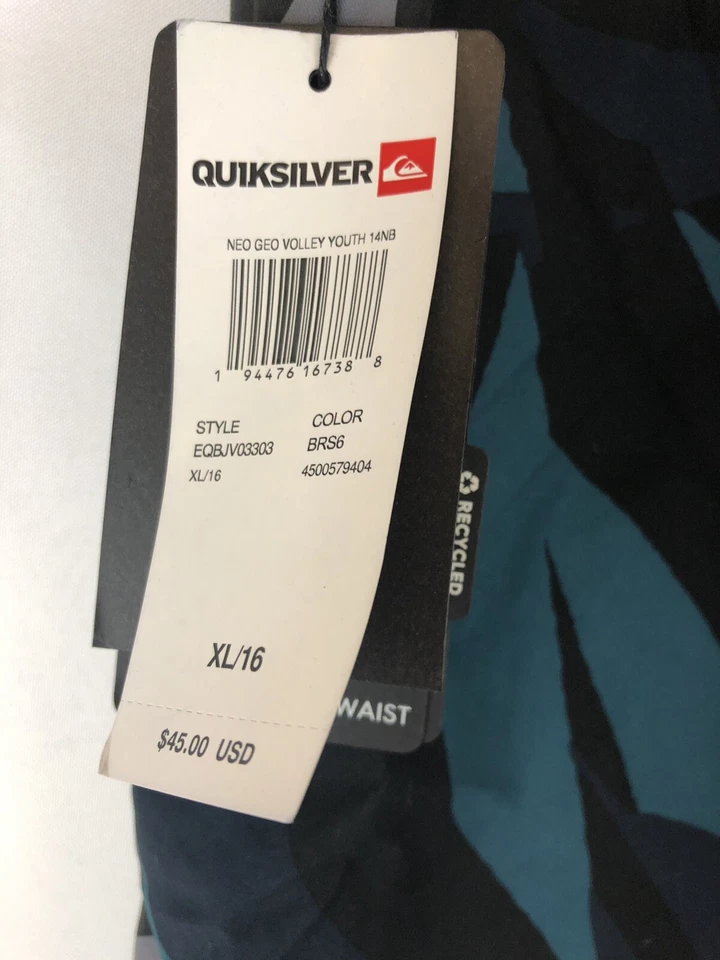 QUIKSILVER
NEO GEO VOLLEY YOUTH 14NB
1 94476 16738 8
STYLE COLOR
EQBJV03303 BRS6
XL/16 4500579404
RECYCLED
XL/16
WAIST
$45.00 USD